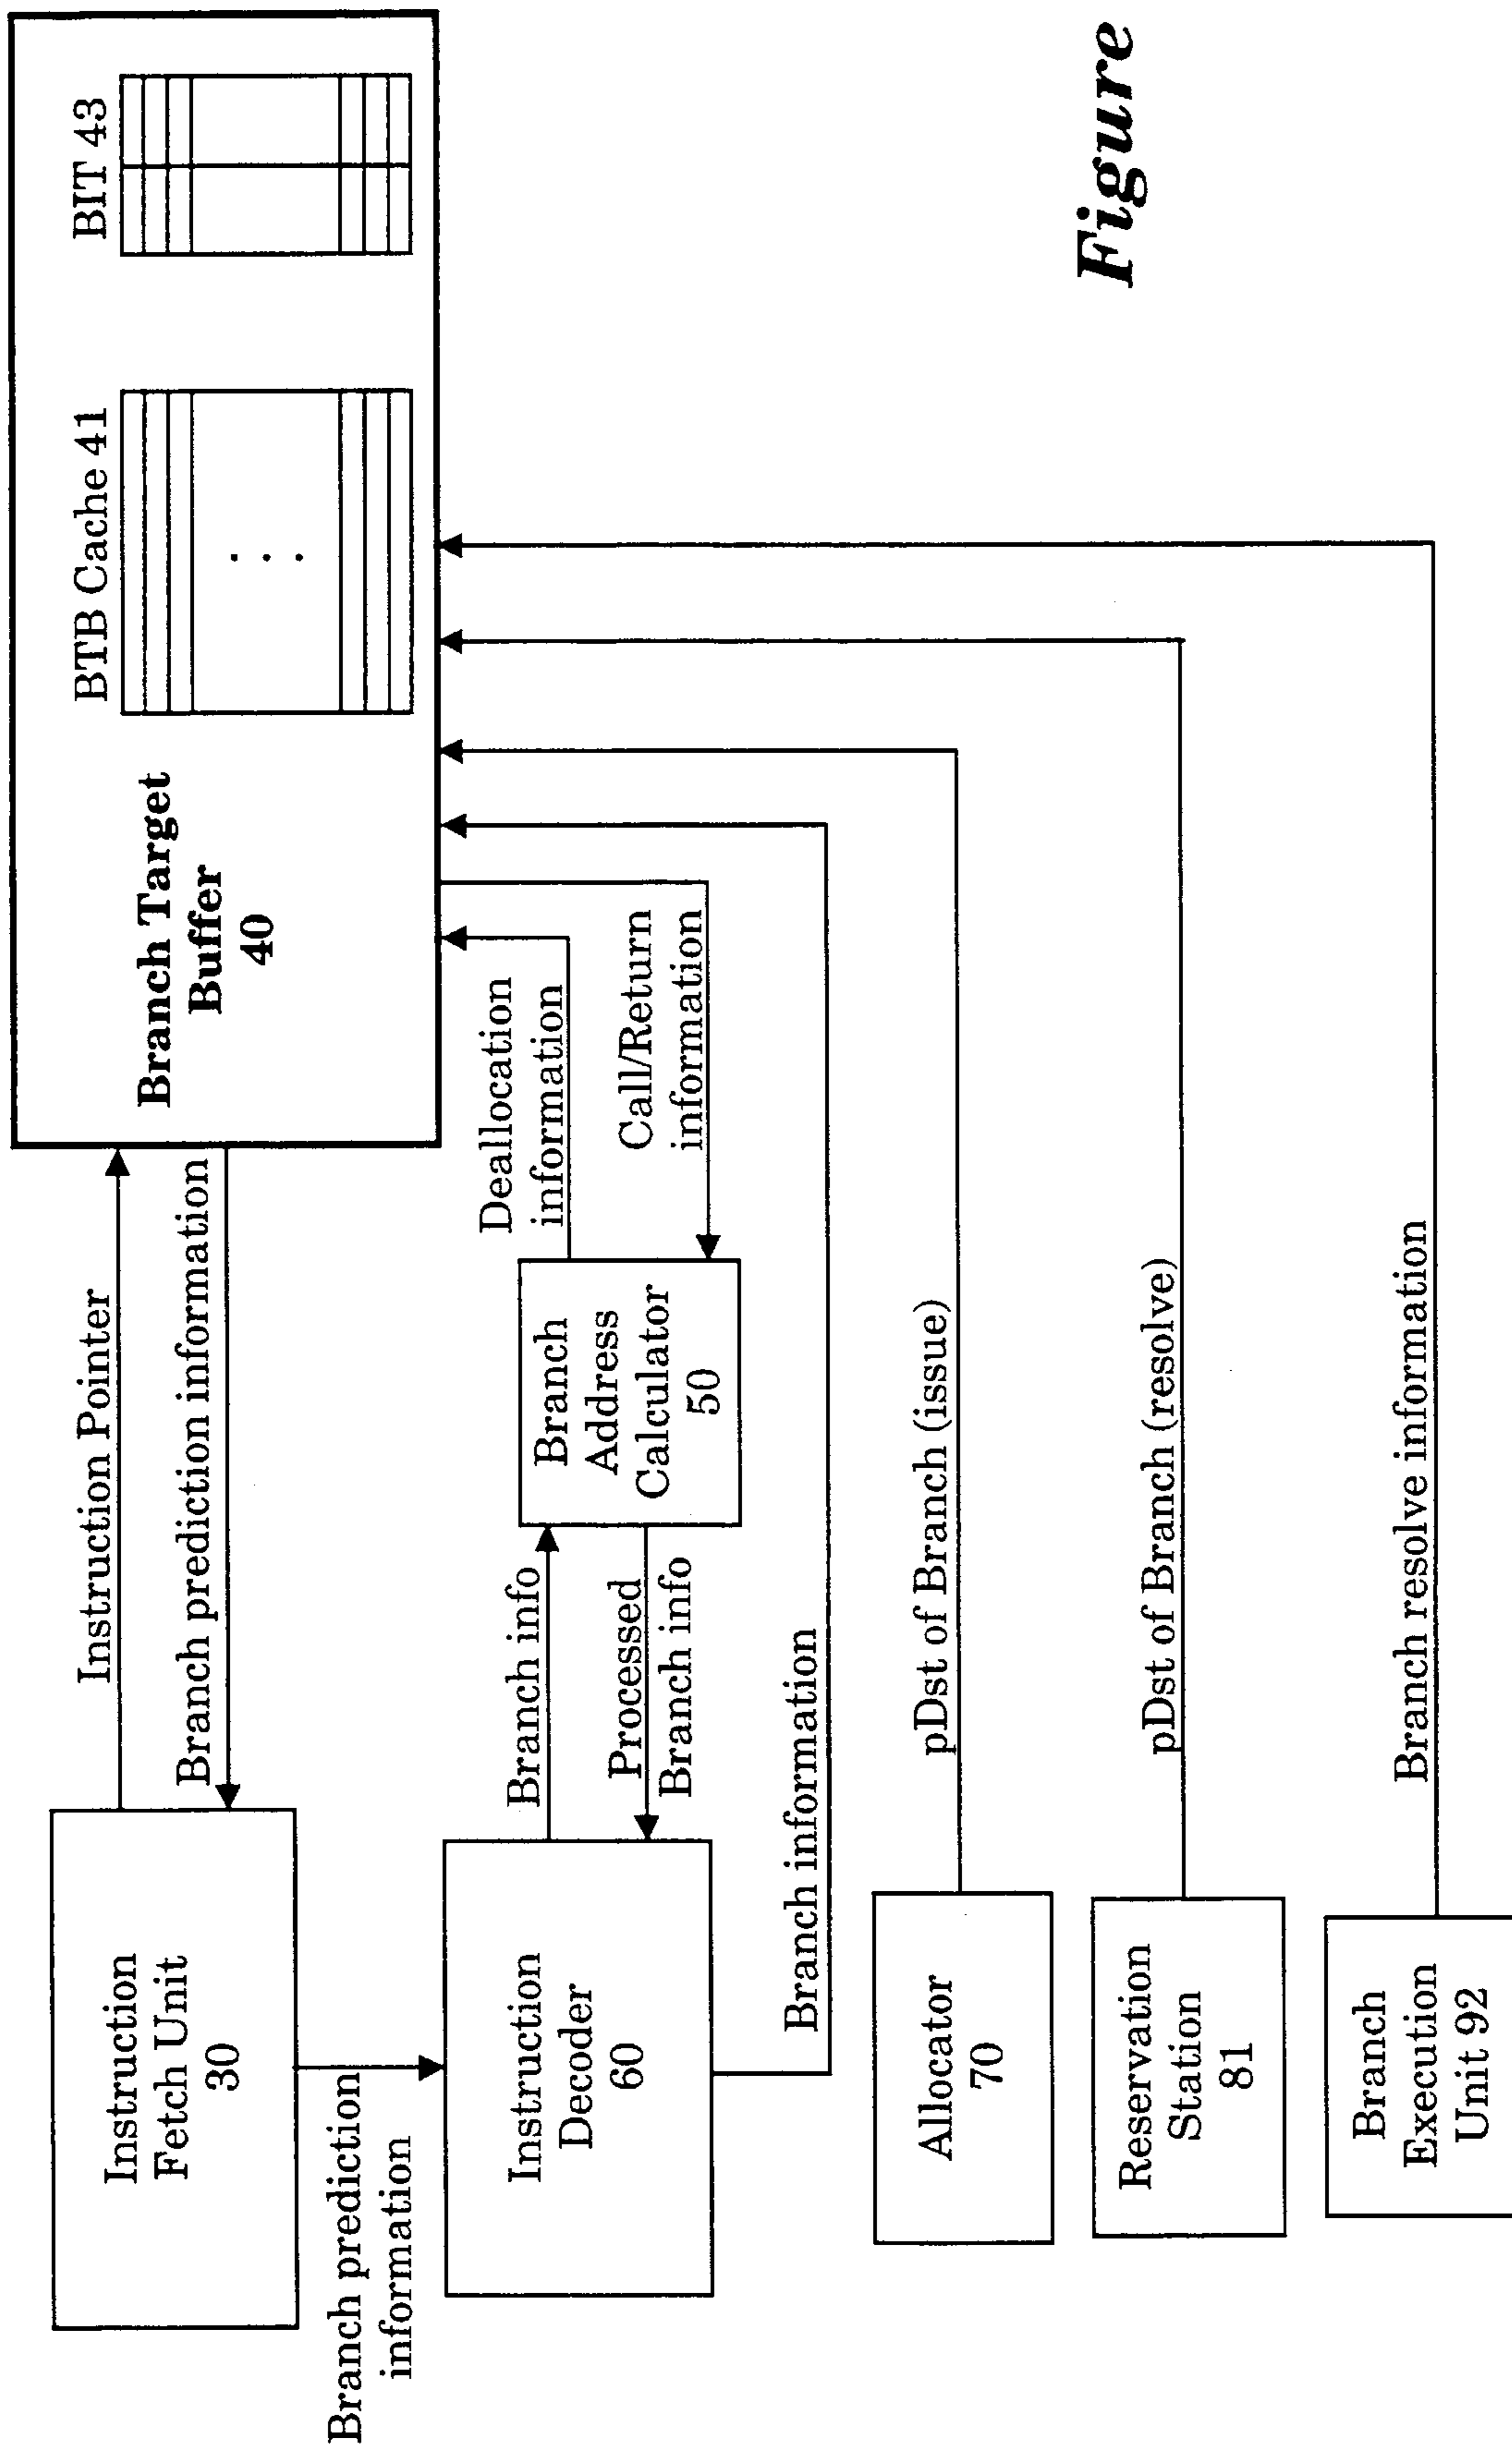 Instruction
Fetch Unit
30
Instruction Pointer
Branch prediction information
Branch Target
Buffer
40
BTB Cache 41
BIT 43
Branch prediction
information
Instruction
Decoder
60
Branch info
Processed
Branch info
Branch
Address
Calculator
50
Deallocation
information
Call/Return
information
Branch information
Allocator
70
pDst of Branch (issue)
Reservation
Station
81
pDst of Branch (resolve)
Branch
Execution
Unit 92
Branch resolve information
Figure